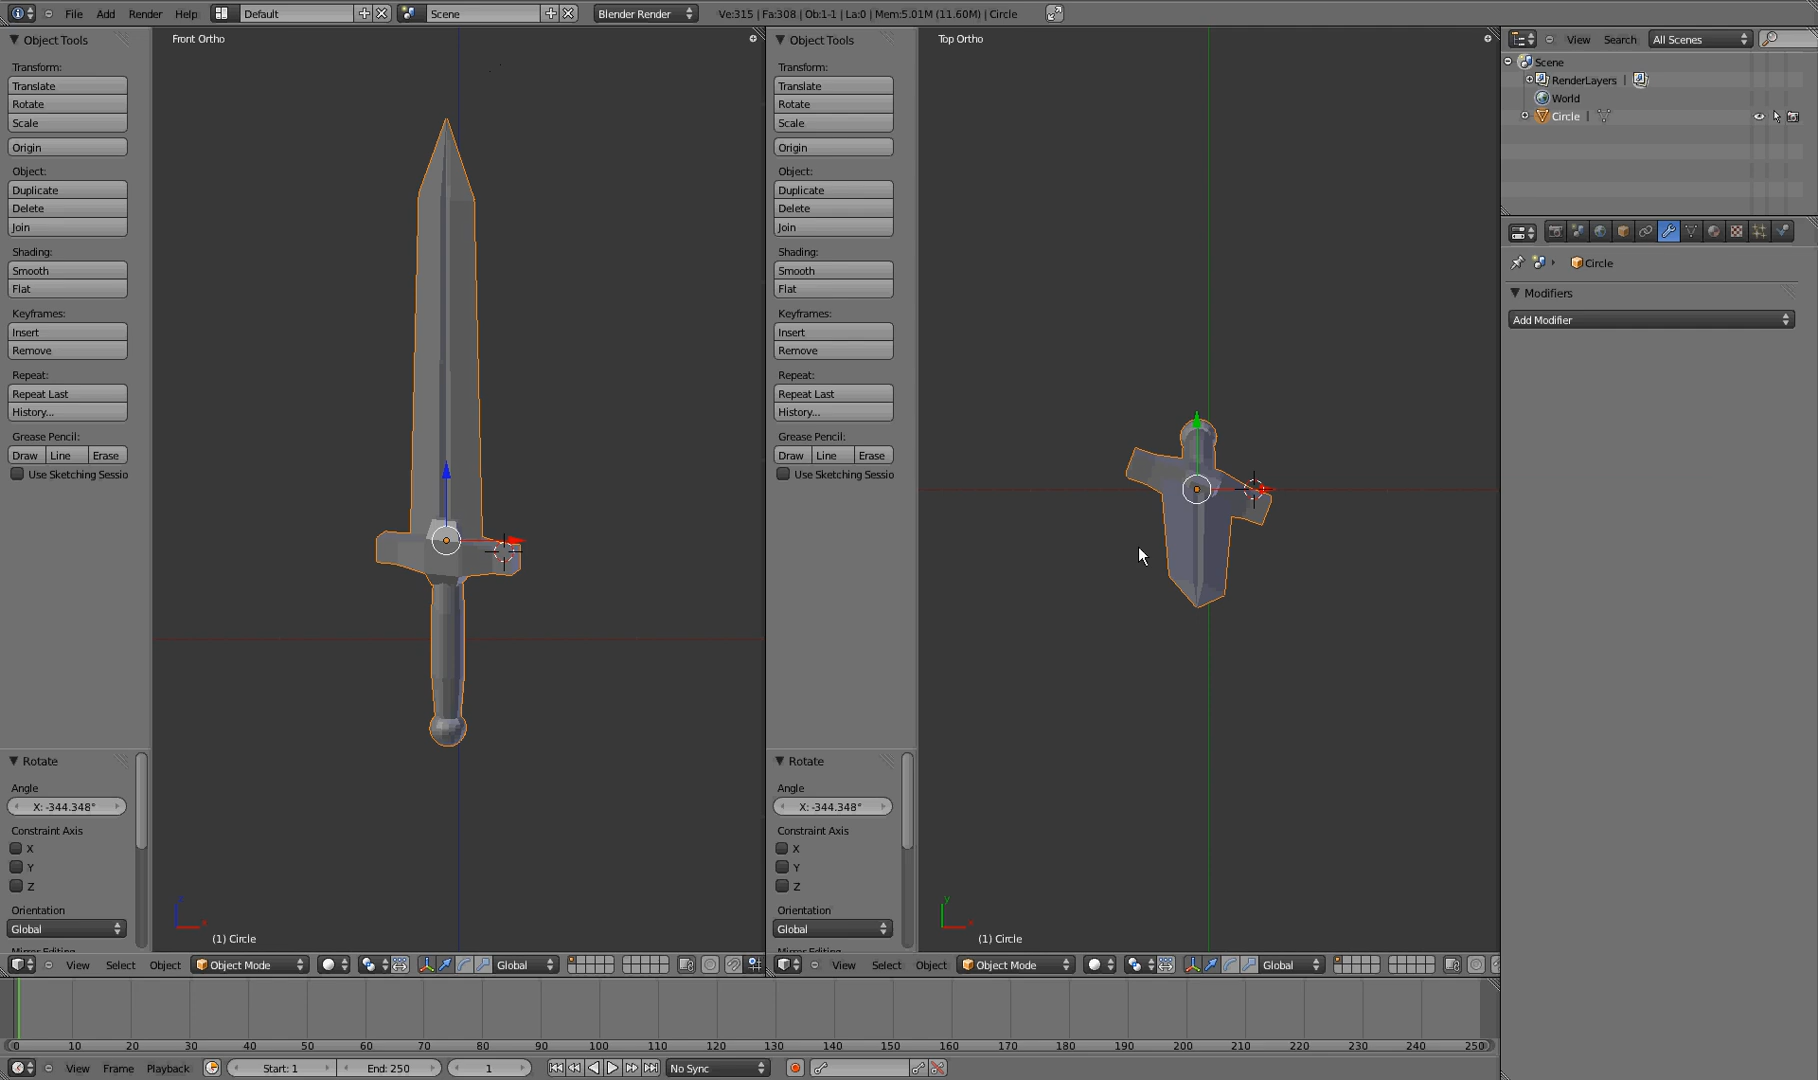 File Add Render Help Default Scene Blender Render Ve:315 | Fa:308 | Ob:1-1 | La:0 | Mem:5.01M (11.60M) | Circle
Object Tools
Transform:
Translate
Rotate
Scale
Origin
Object:
Duplicate
Delete
Join
Shading:
Smooth
Flat
Keyframes:
Insert
Remove
Repeat:
Repeat Last
History...
Grease Pencil:
Draw Line Erase
Use Sketching Sessio
Rotate
Angle
X: -344.348°
Constraint Axis
X
Y
Z
Orientation
Global
Front Ortho
z
x
(1) Circle
View Select Object Object Mode Global
Object Tools
Transform:
Translate
Rotate
Scale
Origin
Object:
Duplicate
Delete
Join
Shading:
Smooth
Flat
Keyframes:
Insert
Remove
Repeat:
Repeat Last
History...
Grease Pencil:
Draw Line Erase
Use Sketching Sessio
Rotate
Angle
X: -344.348°
Constraint Axis
X
Y
Z
Orientation
Global
Top Ortho
y
x
(1) Circle
View Select Object Object Mode Global
View Search All Scenes
Scene
RenderLayers |
World
Circle |
Circle
Modifiers
Add Modifier
0 10 20 30 40 50 60 70 80 90 100 110 120 130 140 150 160 170 180 190 200 210 220 230 240 250
View Frame Playback Start: 1 End: 250 1 No Sync